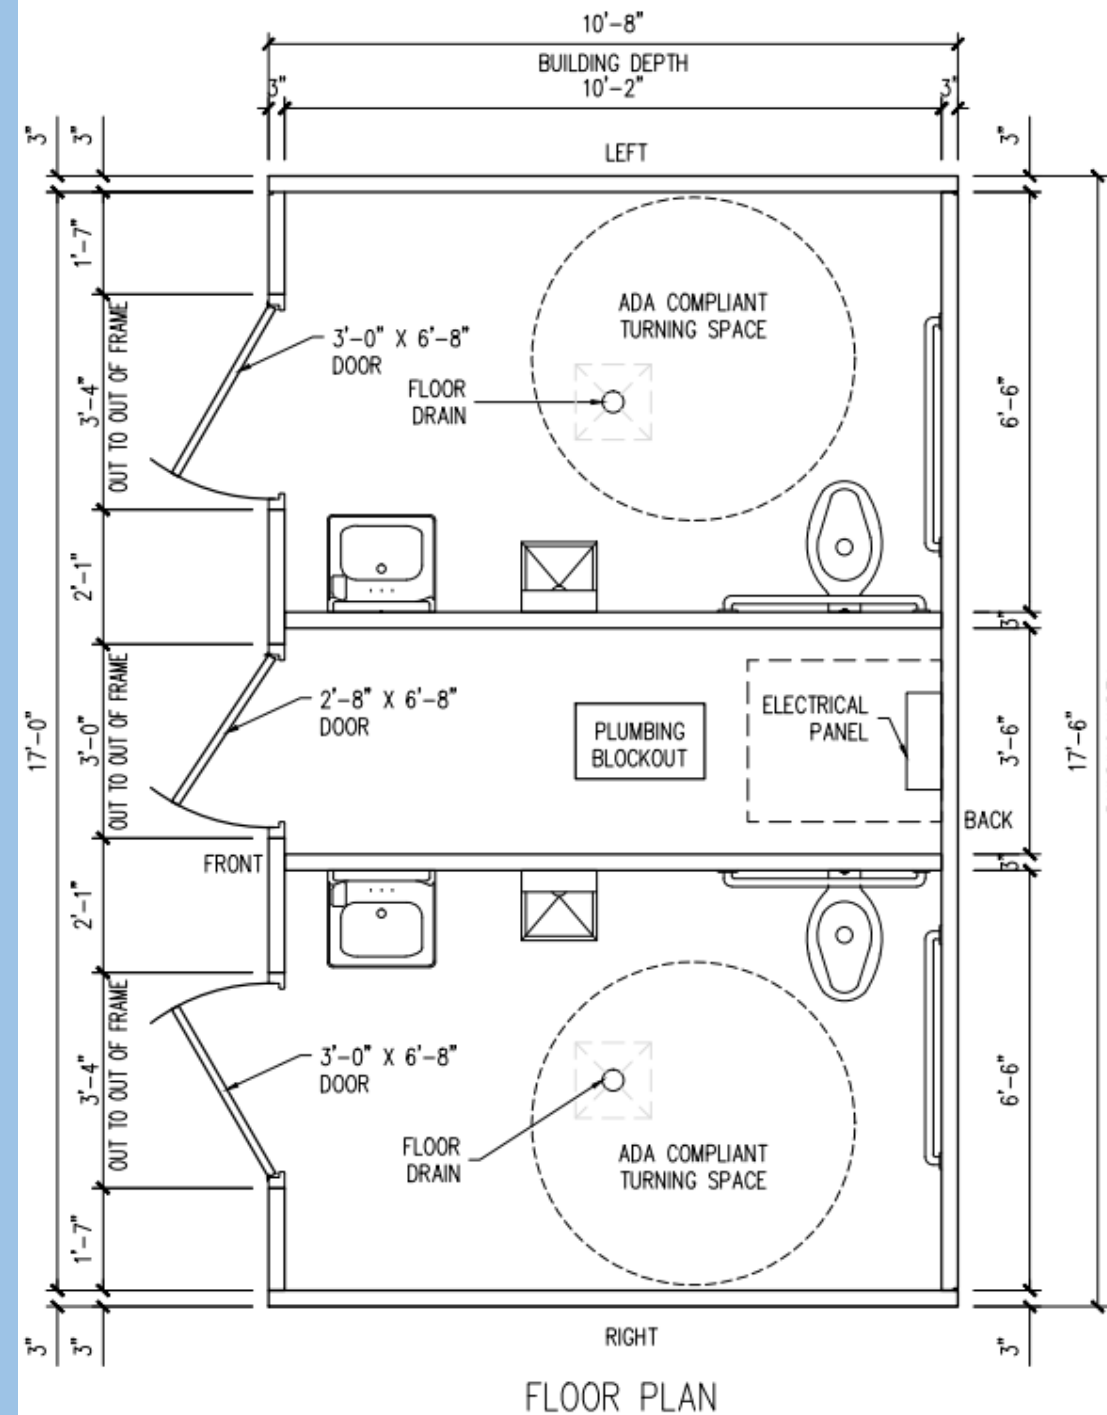 10'-8"
BUILDING DEPTH
3"
10'-2"
3"
3"
3"
LEFT
3"
1'-7"
ADA COMPLIANT
TURNING SPACE
3'-0" X 6'-8"
DOOR
FLOOR
DRAIN
3'-4"
OUT TO OUT OF FRAME
6'-6"
2'-1"
3"
17'-0"
3'-0"
OUT TO OUT OF FRAME
2'-8" X 6'-8"
DOOR
PLUMBING
BLOCKOUT
ELECTRICAL
PANEL
3'-6"
17'-6"
BACK
FRONT
3"
2'-1"
3'-4"
OUT TO OUT OF FRAME
3'-0" X 6'-8"
DOOR
6'-6"
FLOOR
DRAIN
ADA COMPLIANT
TURNING SPACE
1'-7"
3"
3"
RIGHT
3"
FLOOR PLAN